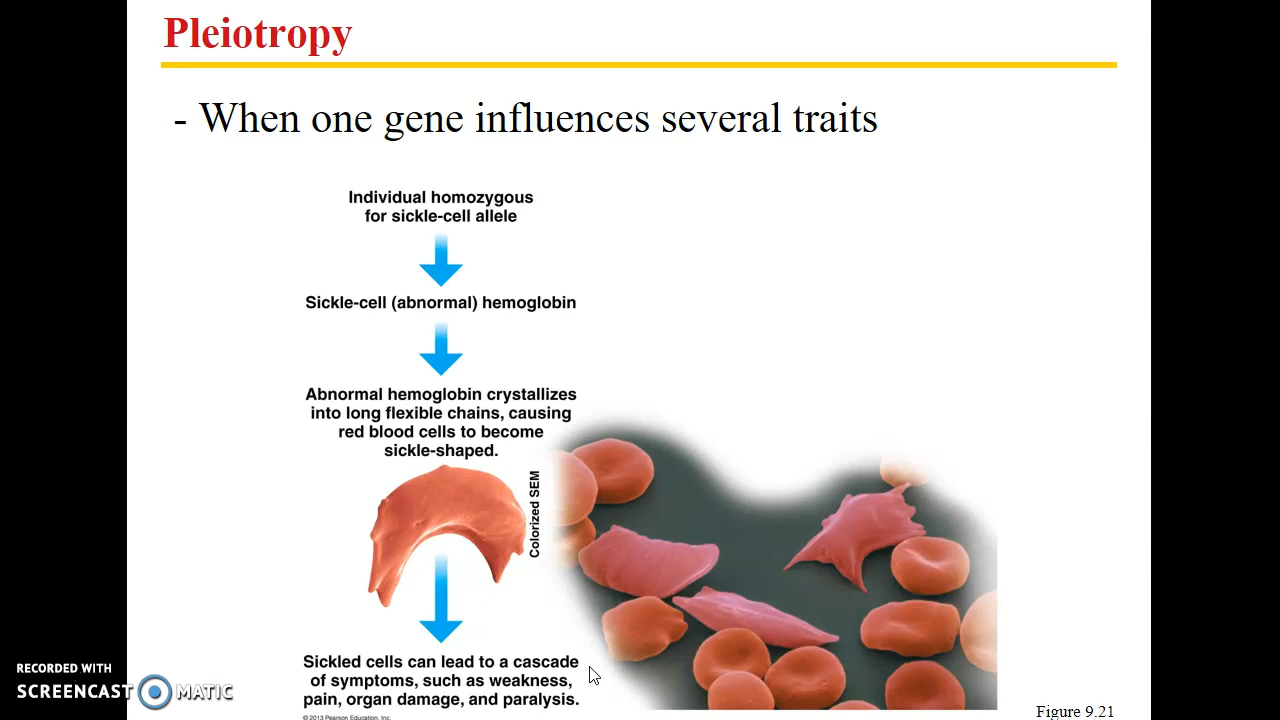 Pleiotropy
- When one gene influences several traits
Individual homozygous
for sickle-cell allele
Sickle-cell (abnormal) hemoglobin
Abnormal hemoglobin crystallizes
into long flexible chains, causing
red blood cells to become
sickle-shaped.
Colorized SEM
Sickled cells can lead to a cascade
of symptoms, such as weakness,
pain, organ damage, and paralysis.
© 2013 Pearson Education, Inc.
Figure 9.21
RECORDED WITH
SCREENCAST MATIC